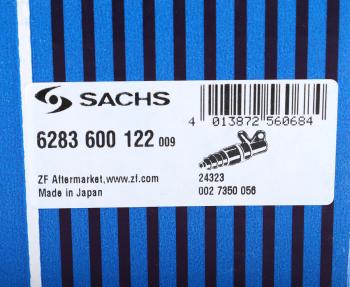 SACHS
4 013872 560684
6283 600 122 009
ZF Aftermarket,www.zf.com
Made in Japan
24323
002 7350 056